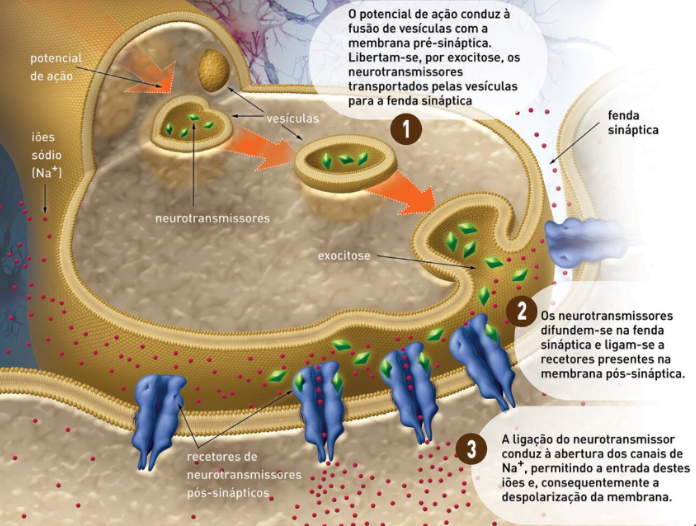 O potencial de ação conduz à
fusão de vesículas com a
membrana pré-sináptica.
Libertam-se, por exocitose, os
neurotransmissores
transportados pelas vesículas
para a fenda sináptica
1
potencial
de ação
vesículas
fenda
sináptica
iões
sódio
(Na⁺)
neurotransmissores
exocitose
2
Os neurotransmissores
difundem-se na fenda
sináptica e ligam-se a
recetores presentes na
membrana pós-sináptica.
recetores de
neurotransmissores
pós-sinápticos
3
A ligação do neurotransmissor
conduz à abertura dos canais de
Na⁺, permitindo a entrada destes
iões e, consequentemente a
despolarização da membrana.